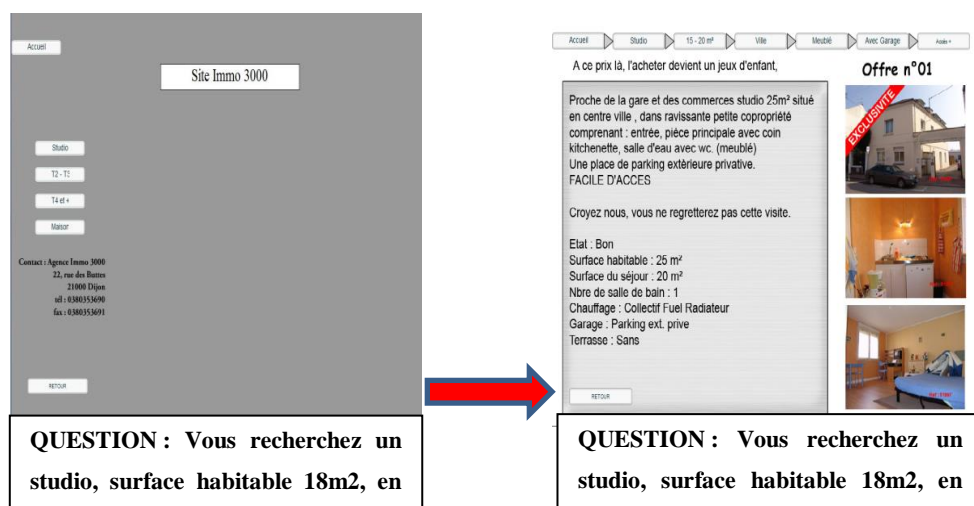 Accueil
Site Immo 3000
Studio
T2 - T3
T4 et +
Maison
Contact : Agence Immo 3000
22, rue des Buttes
21000 Dijon
tél : 0380353690
fax : 0380353691
RETOUR
QUESTION : Vous recherchez un
studio, surface habitable 18m2, en
Accueil Studio 15 - 20 m² Ville Meublé Avec Garage
A ce prix là, l'acheter devient un jeux d'enfant,
Offre n°01
Proche de la gare et des commerces studio 25m² situé
en centre ville , dans ravissante petite copropriété
comprenant : entrée, pièce principale avec coin
kitchenette, salle d'eau avec wc. (meublé)
Une place de parking extèrieure privative.
FACILE D'ACCES
Croyez nous, vous ne regretterez pas cette visite.
Etat : Bon
Surface habitable : 25 m²
Surface du séjour : 20 m²
Nbre de salle de bain : 1
Chauffage : Collectif Fuel Radiateur
Garage : Parking ext. prive
Terrasse : Sans
RETOUR
EXCLUSIVITE
QUESTION : Vous recherchez un
studio, surface habitable 18m2, en